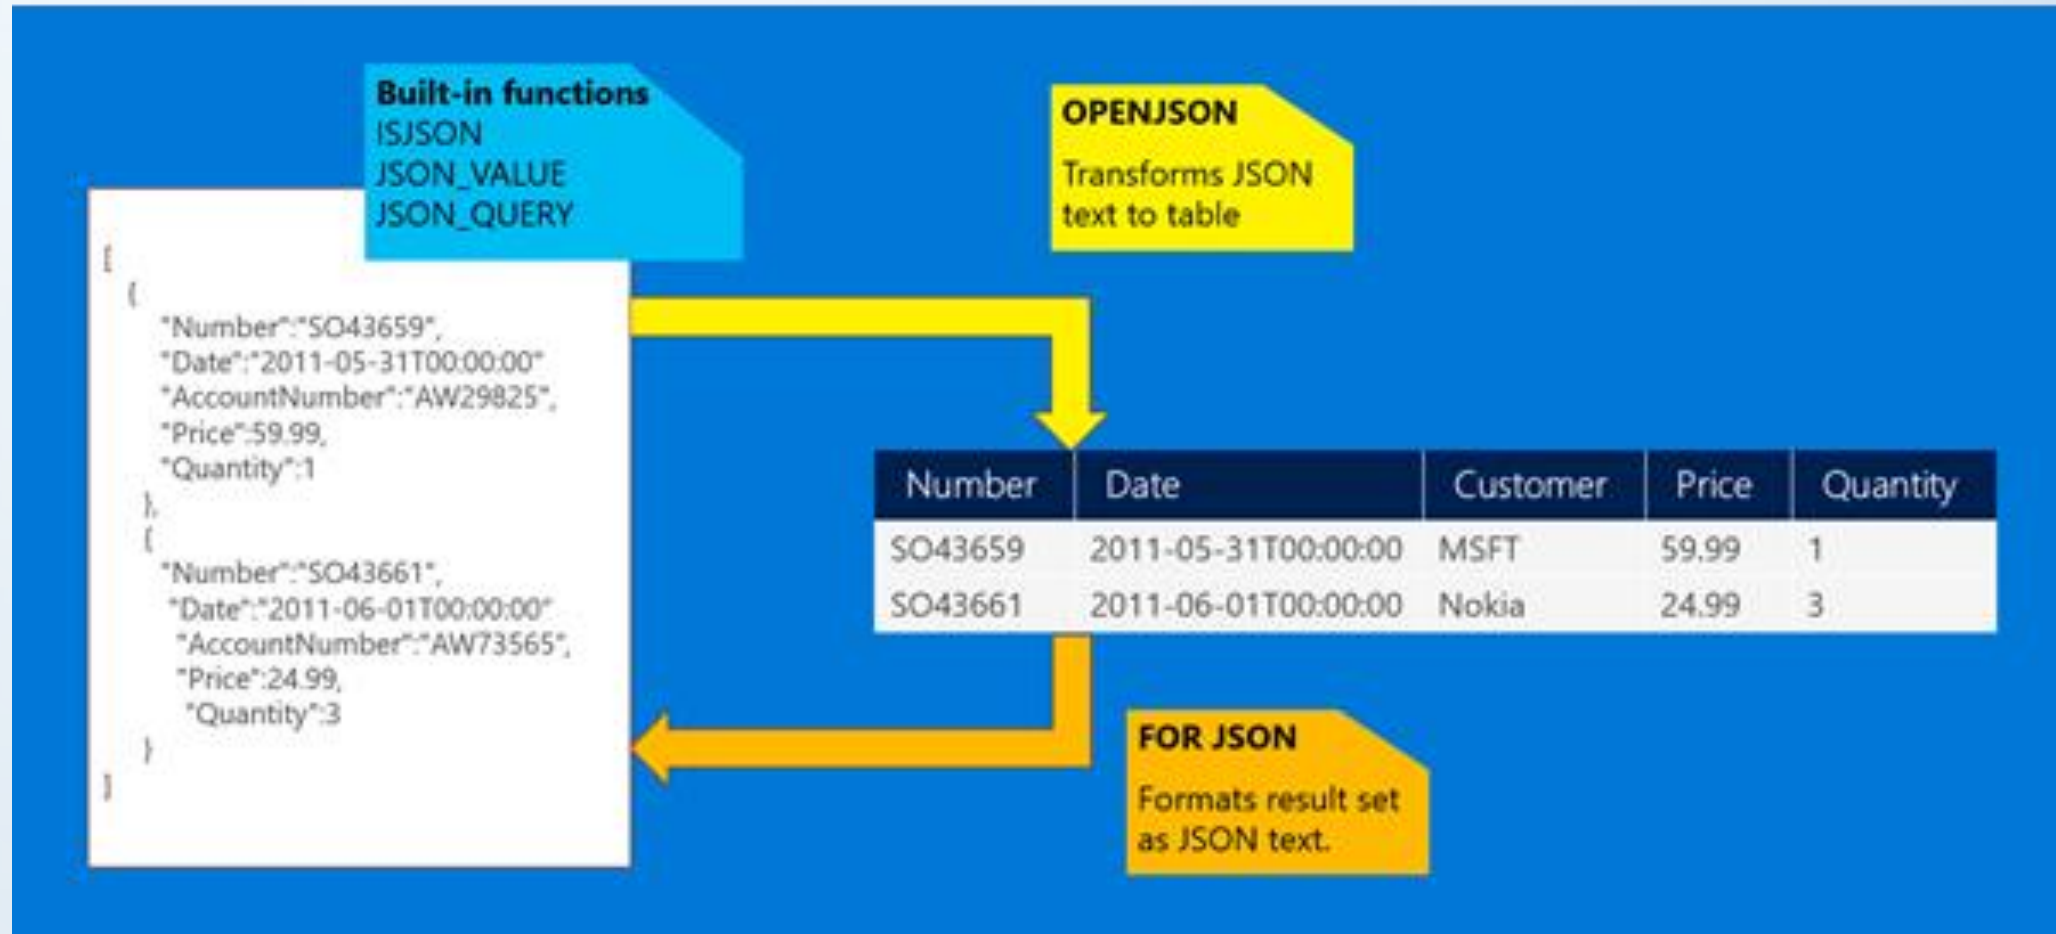 Built-in functions
ISJSON
JSON_VALUE
JSON_QUERY
[
{
"Number":"SO43659",
"Date":"2011-05-31T00:00:00"
"AccountNumber":"AW29825",
"Price":59.99,
"Quantity":1
},
{
"Number":"SO43661",
"Date":"2011-06-01T00:00:00"
"AccountNumber":"AW73565",
"Price":24.99,
"Quantity":3
}
]
OPENJSON
Transforms JSON
text to table
Number Date Customer Price Quantity
SO43659 2011-05-31T00:00:00 MSFT 59.99 1
SO43661 2011-06-01T00:00:00 Nokia 24.99 3
FOR JSON
Formats result set
as JSON text.